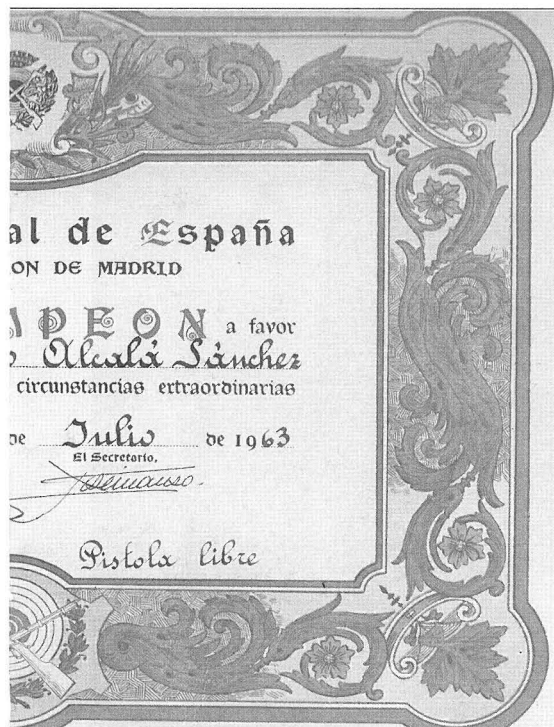 al de España
ON DE MADRID
MPEON a favor
o Alcalá Sánchez
circunstancias extraordinarias
de Julio de 1963
El Secretario,
Pistola libre